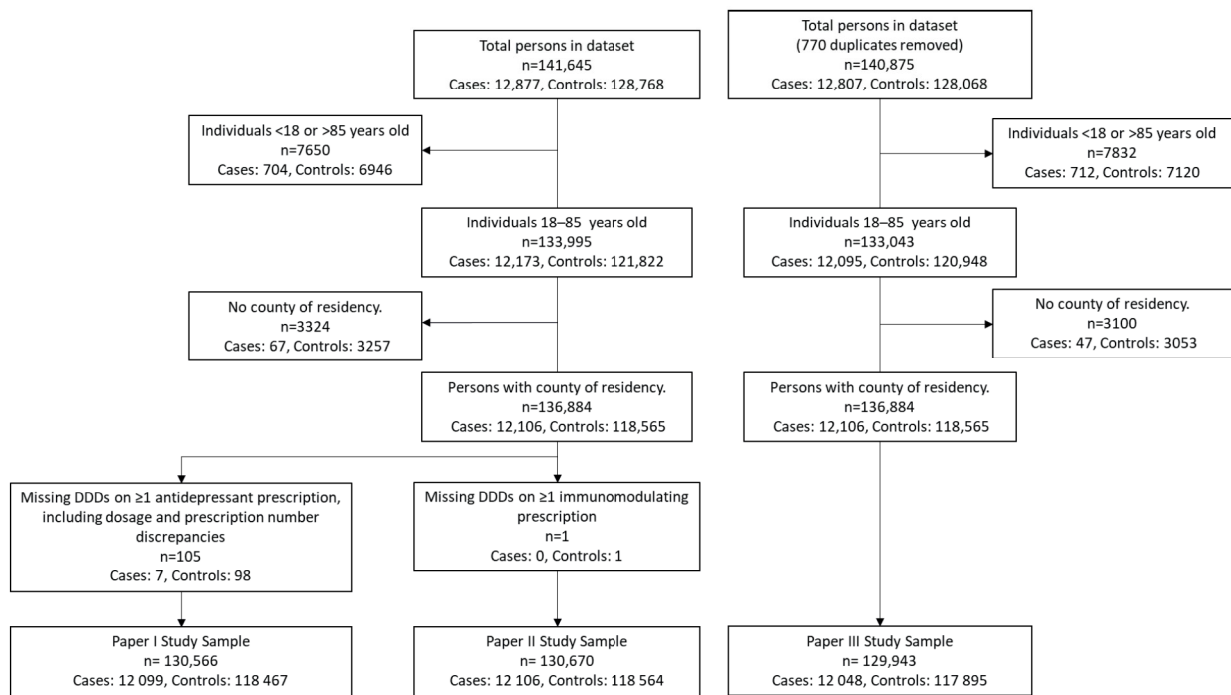 Total persons in dataset
n=141,645
Cases: 12,877, Controls: 128,768
Total persons in dataset
(770 duplicates removed)
n=140,875
Cases: 12,807, Controls: 128,068
Individuals <18 or >85 years old
n=7650
Cases: 704, Controls: 6946
Individuals <18 or >85 years old
n=7832
Cases: 712, Controls: 7120
Individuals 18–85 years old
n=133,995
Cases: 12,173, Controls: 121,822
Individuals 18–85 years old
n=133,043
Cases: 12,095, Controls: 120,948
No county of residency.
n=3324
Cases: 67, Controls: 3257
No county of residency.
n=3100
Cases: 47, Controls: 3053
Persons with county of residency.
n=136,884
Cases: 12,106, Controls: 118,565
Persons with county of residency.
n=136,884
Cases: 12,106, Controls: 118,565
Missing DDDs on ≥1 antidepressant prescription,
including dosage and prescription number
discrepancies
n=105
Cases: 7, Controls: 98
Missing DDDs on ≥1 immunomodulating
prescription
n=1
Cases: 0, Controls: 1
Paper I Study Sample
n= 130,566
Cases: 12 099, Controls: 118 467
Paper II Study Sample
n= 130,670
Cases: 12 106, Controls: 118 564
Paper III Study Sample
n= 129,943
Cases: 12 048, Controls: 117 895